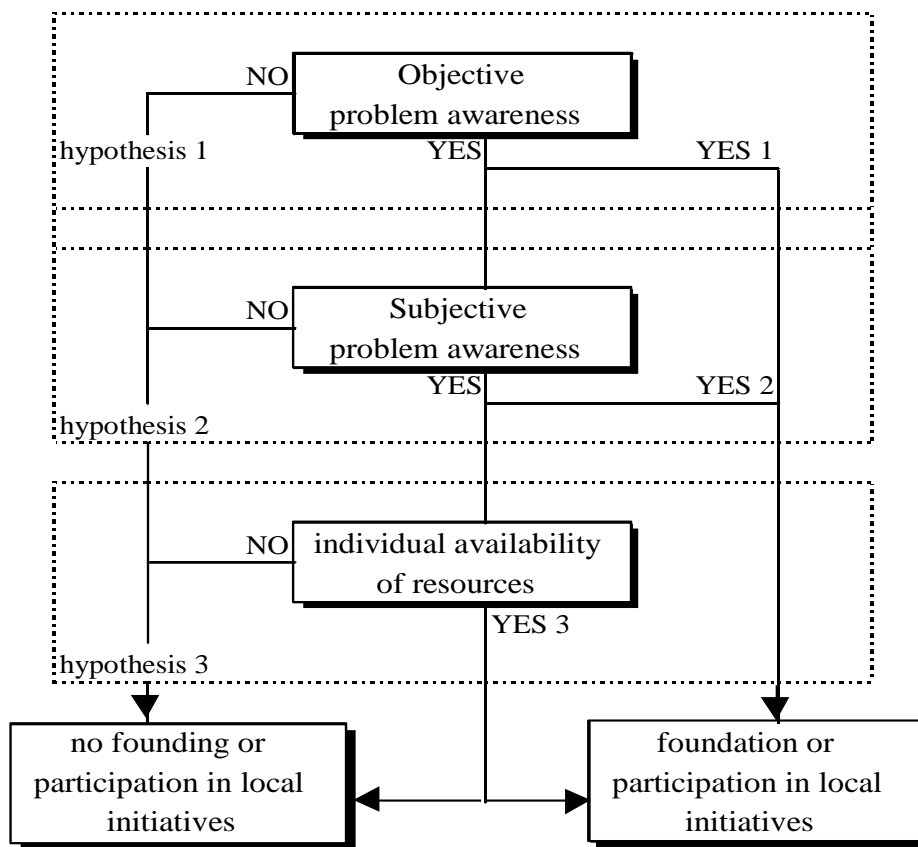 Objective
problem awareness
NO
hypothesis 1
YES
YES 1
Subjective
problem awareness
NO
YES
YES 2
hypothesis 2
individual availability
of resources
NO
YES 3
hypothesis 3
no founding or
participation in local
initiatives
foundation or
participation in local
initiatives